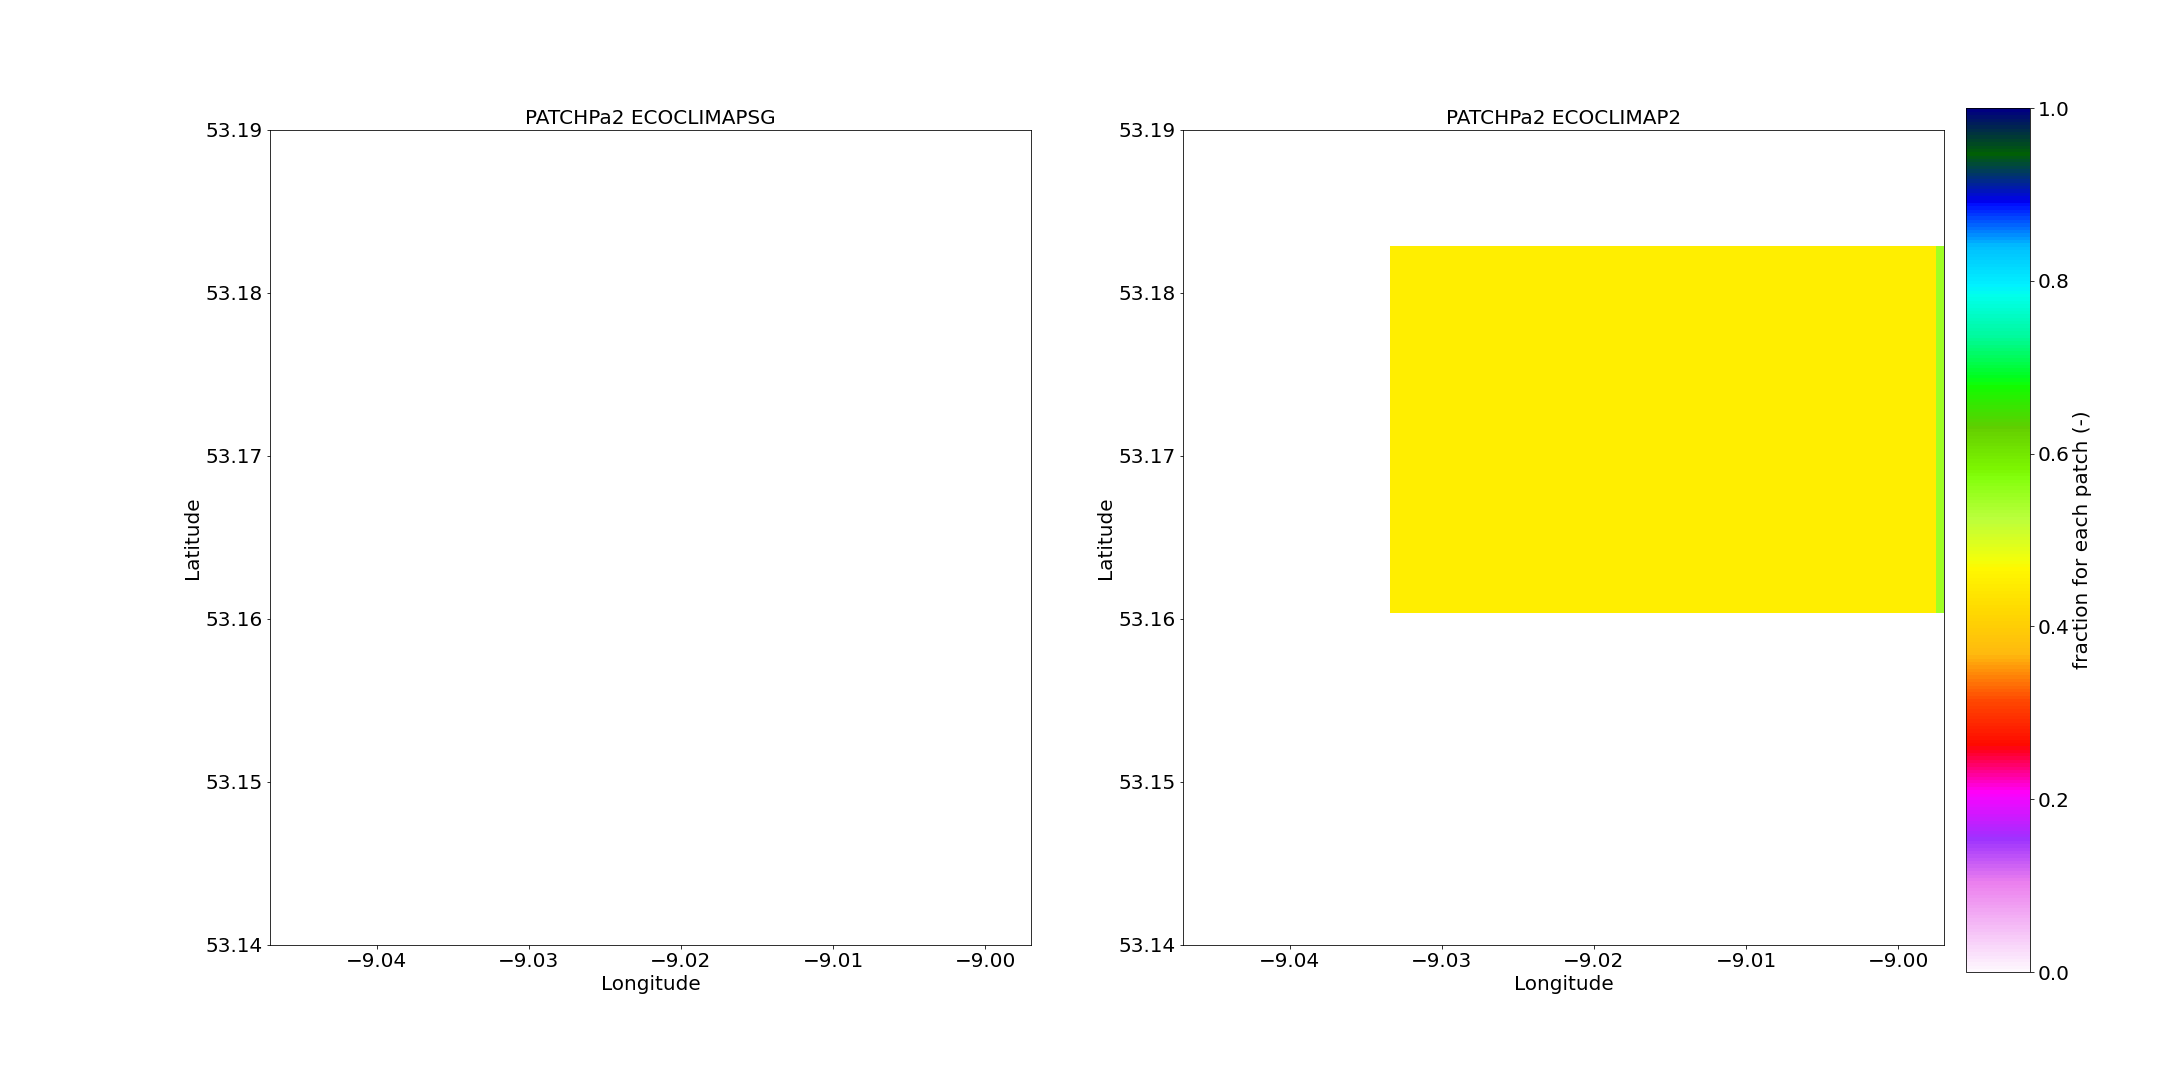 PATCHPa2 ECOCLIMAPSG
53.19
53.18
53.17
53.16
53.15
53.14
Latitude
−9.04 −9.03 −9.02 −9.01 −9.00
Longitude
PATCHPa2 ECOCLIMAP2
53.19
53.18
53.17
53.16
53.15
53.14
Latitude
−9.04 −9.03 −9.02 −9.01 −9.00
Longitude
1.0
0.8
0.6
0.4
0.2
0.0
fraction for each patch (-)